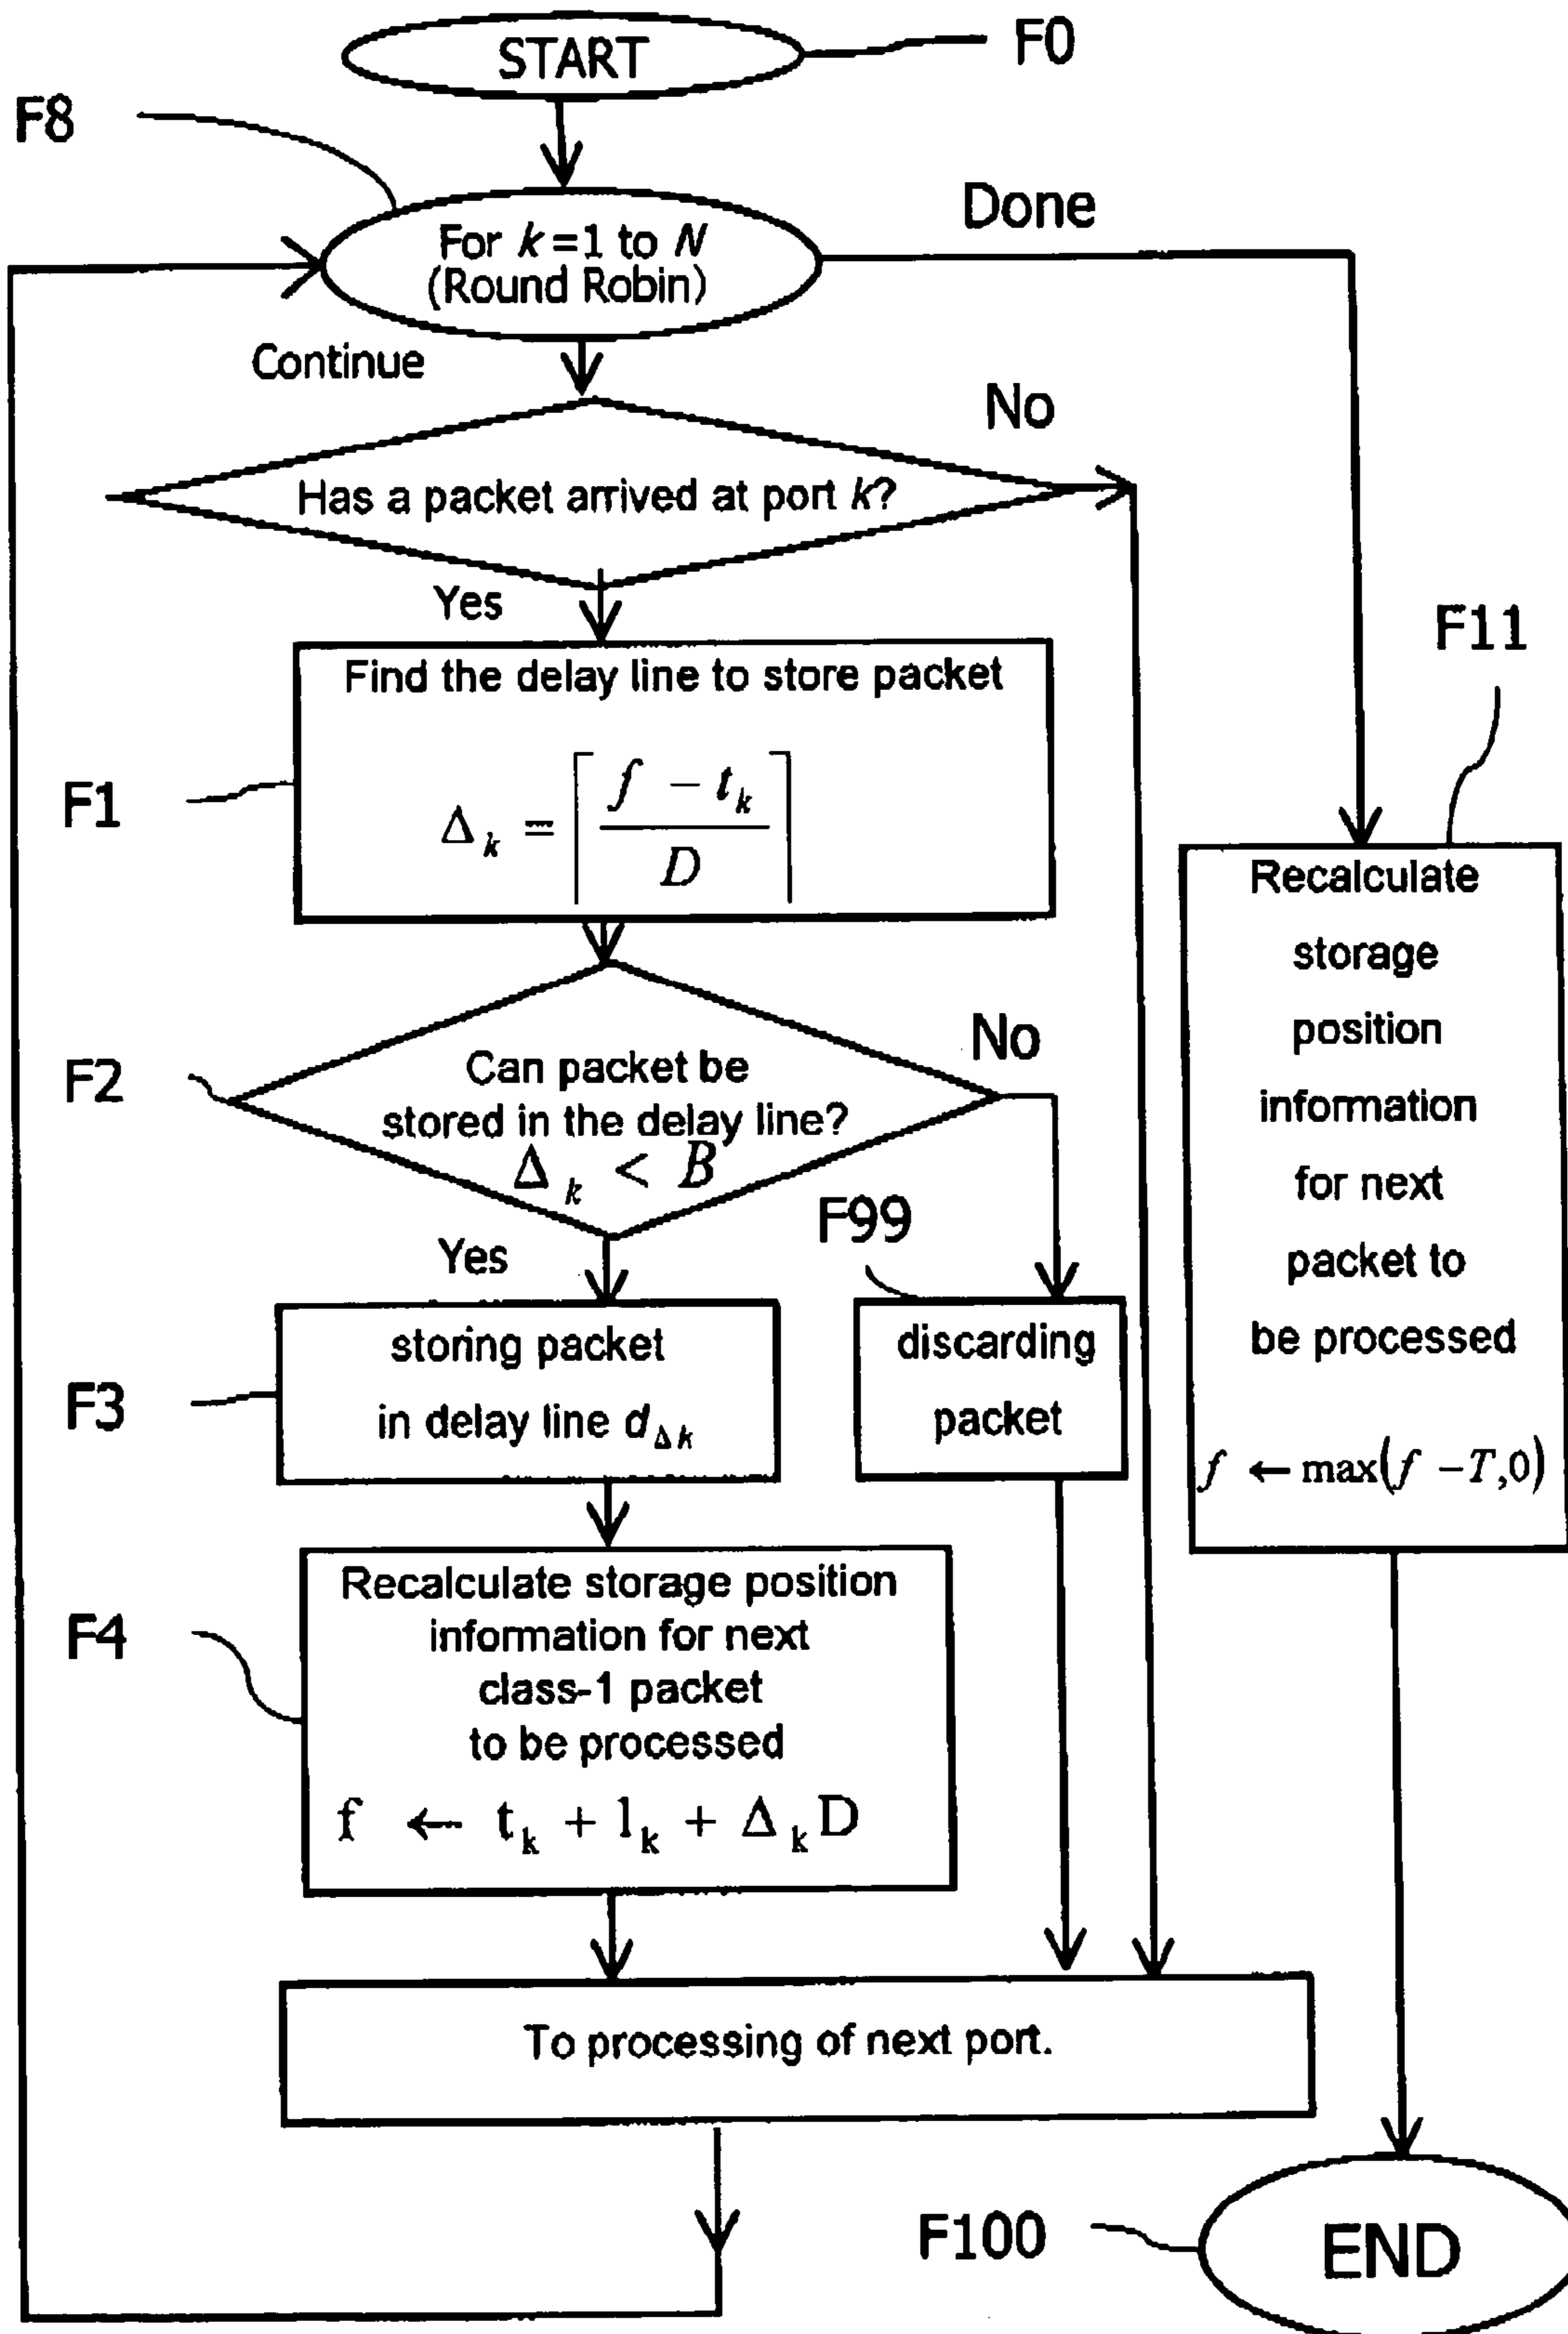 START
F0
F8
For k=1 to N
(Round Robin)
Done
Continue
No
Has a packet arrived at port k?
Yes
F11
Find the delay line to store packet
F1
Δₖ = ⌈(f − tₖ)/D⌉
Recalculate
storage
position
information
for next
packet to
be processed
f ← max(f − T,0)
F2
Can packet be
stored in the delay line?
Δₖ < B
No
F99
Yes
F3
storing packet
in delay line d_Δk
discarding
packet
F4
Recalculate storage position
information for next
class-1 packet
to be processed
f ← tₖ + lₖ + Δₖ D
To processing of next port.
F100
END